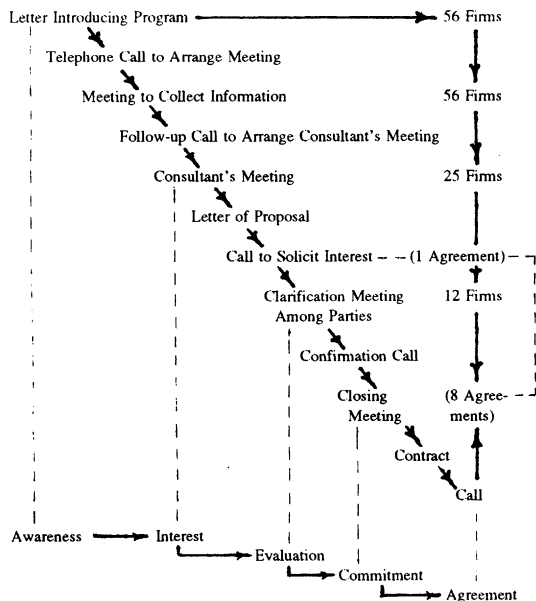 Letter Introducing Program 56 Firms
Telephone Call to Arrange Meeting
Meeting to Collect Information 56 Firms
Follow-up Call to Arrange Consultant's Meeting
Consultant's Meeting 25 Firms
Letter of Proposal
Call to Solicit Interest (1 Agreement)
Clarification Meeting 12 Firms
Among Parties
Confirmation Call
Closing (8 Agree-
Meeting ments)
Contract
Call
Awareness Interest
Evaluation
Commitment
Agreement